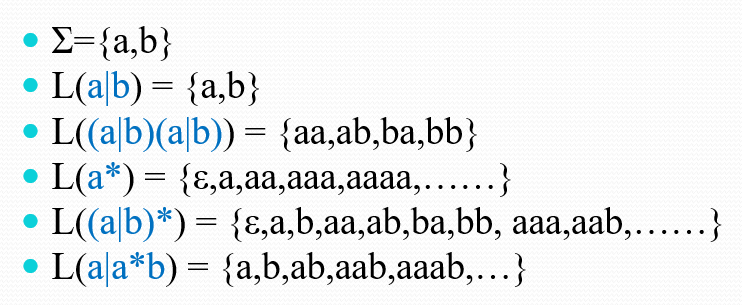 • Σ={a,b}
• L(a|b) = {a,b}
• L((a|b)(a|b)) = {aa,ab,ba,bb}
• L(a*) = {ε,a,aa,aaa,aaaa,……}
• L((a|b)*) = {ε,a,b,aa,ab,ba,bb, aaa,aab,……}
• L(a|a*b) = {a,b,ab,aab,aaab,…}